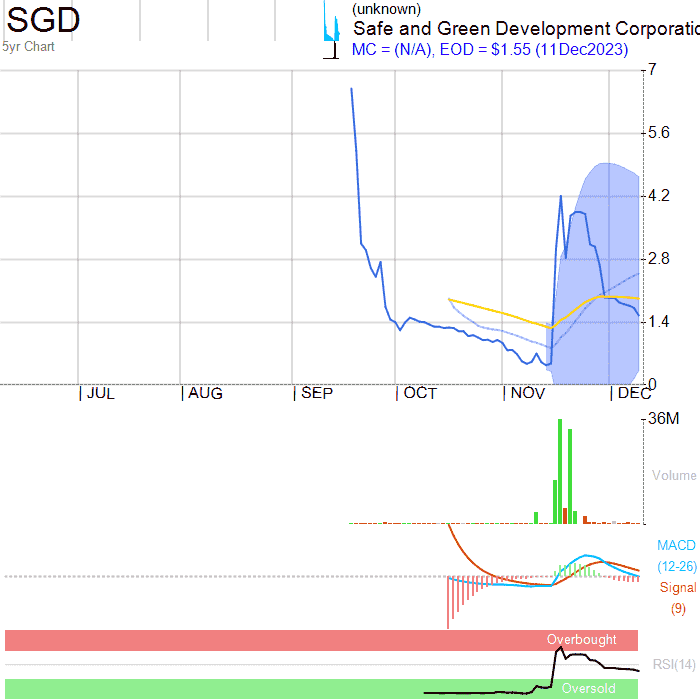 SGD
5yr Chart
(unknown)
Safe and Green Development Corporatio
MC = (N/A), EOD = $1.55 (11Dec2023)
7
5.6
4.2
2.8
1.4
0
JUL
AUG
SEP
OCT
NOV
DEC
36M
Volume
MACD
(12-26)
Signal
(9)
Overbought
RSI(14)
Oversold